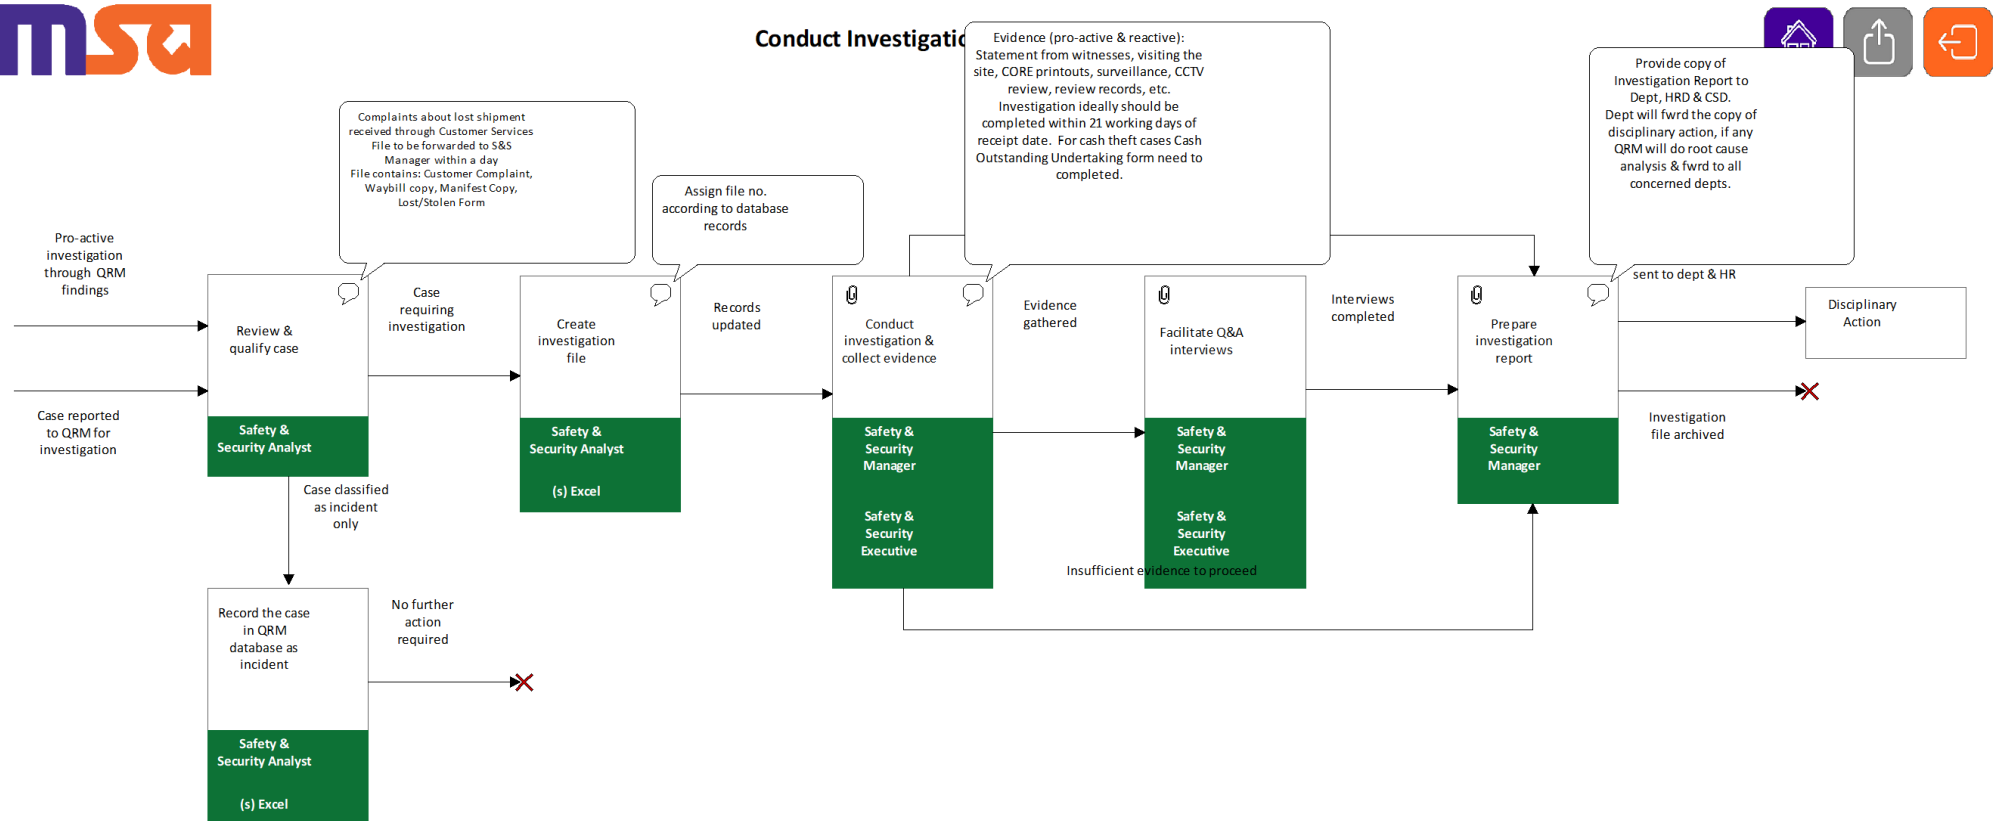 msa
Conduct Investigatio
Evidence (pro-active & reactive):
Statement from witnesses, visiting the
site, CORE printouts, surveillance, CCTV
review, review records, etc.
Investigation ideally should be
completed within 21 working days of
receipt date.  For cash theft cases Cash
Outstanding Undertaking form need to
completed.
Provide copy of
Investigation Report to
Dept, HRD & CSD.
Dept will fwrd the copy of
disciplinary action, if any
QRM will do root cause
analysis & fwrd to all
concerned depts.
Complaints about lost shipment
received through Customer Services
File to be forwarded to S&S
Manager within a day
File contains: Customer Complaint,
Waybill copy, Manifest Copy,
Lost/Stolen Form
Assign file no.
according to database
records
Pro-active
investigation
through QRM
findings
Case reported
to QRM for
investigation
Review &
qualify case
Safety &
Security Analyst
Case
requiring
investigation
Create
investigation
file
Safety &
Security Analyst
(s) Excel
Records
updated
Conduct
investigation &
collect evidence
Safety &
Security
Manager
Safety &
Security
Executive
Evidence
gathered
Facilitate Q&A
interviews
Safety &
Security
Manager
Safety &
Security
Executive
Insufficient evidence to proceed
Interviews
completed
Prepare
investigation
report
Safety &
Security
Manager
sent to dept & HR
Disciplinary
Action
Investigation
file archived
Case classified
as incident
only
Record the case
in QRM
database as
incident
Safety &
Security Analyst
(s) Excel
No further
action
required